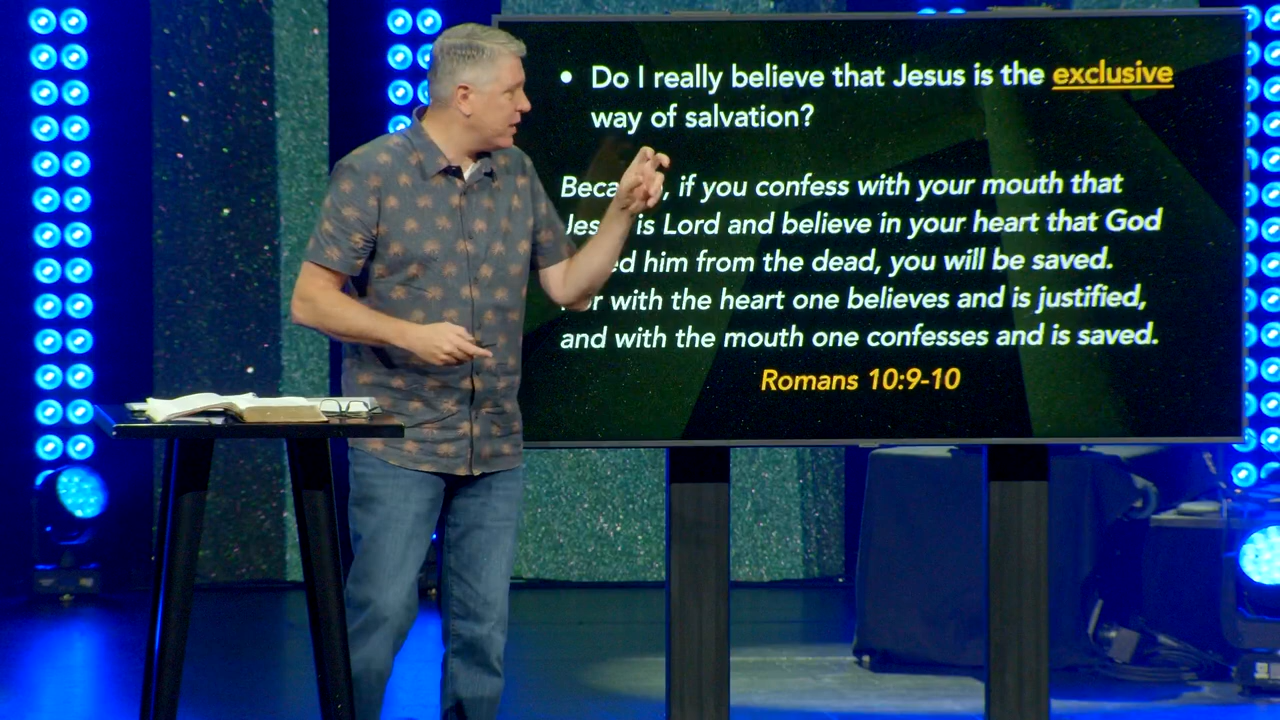 • Do I really believe that Jesus is the exclusive
way of salvation?
if you confess with your mouth that
is Lord and believe in your heart that God
him from the dead, you will be saved.
with the heart one believes and is justified,
and with the mouth one confesses and is saved.
Romans 10:9-10